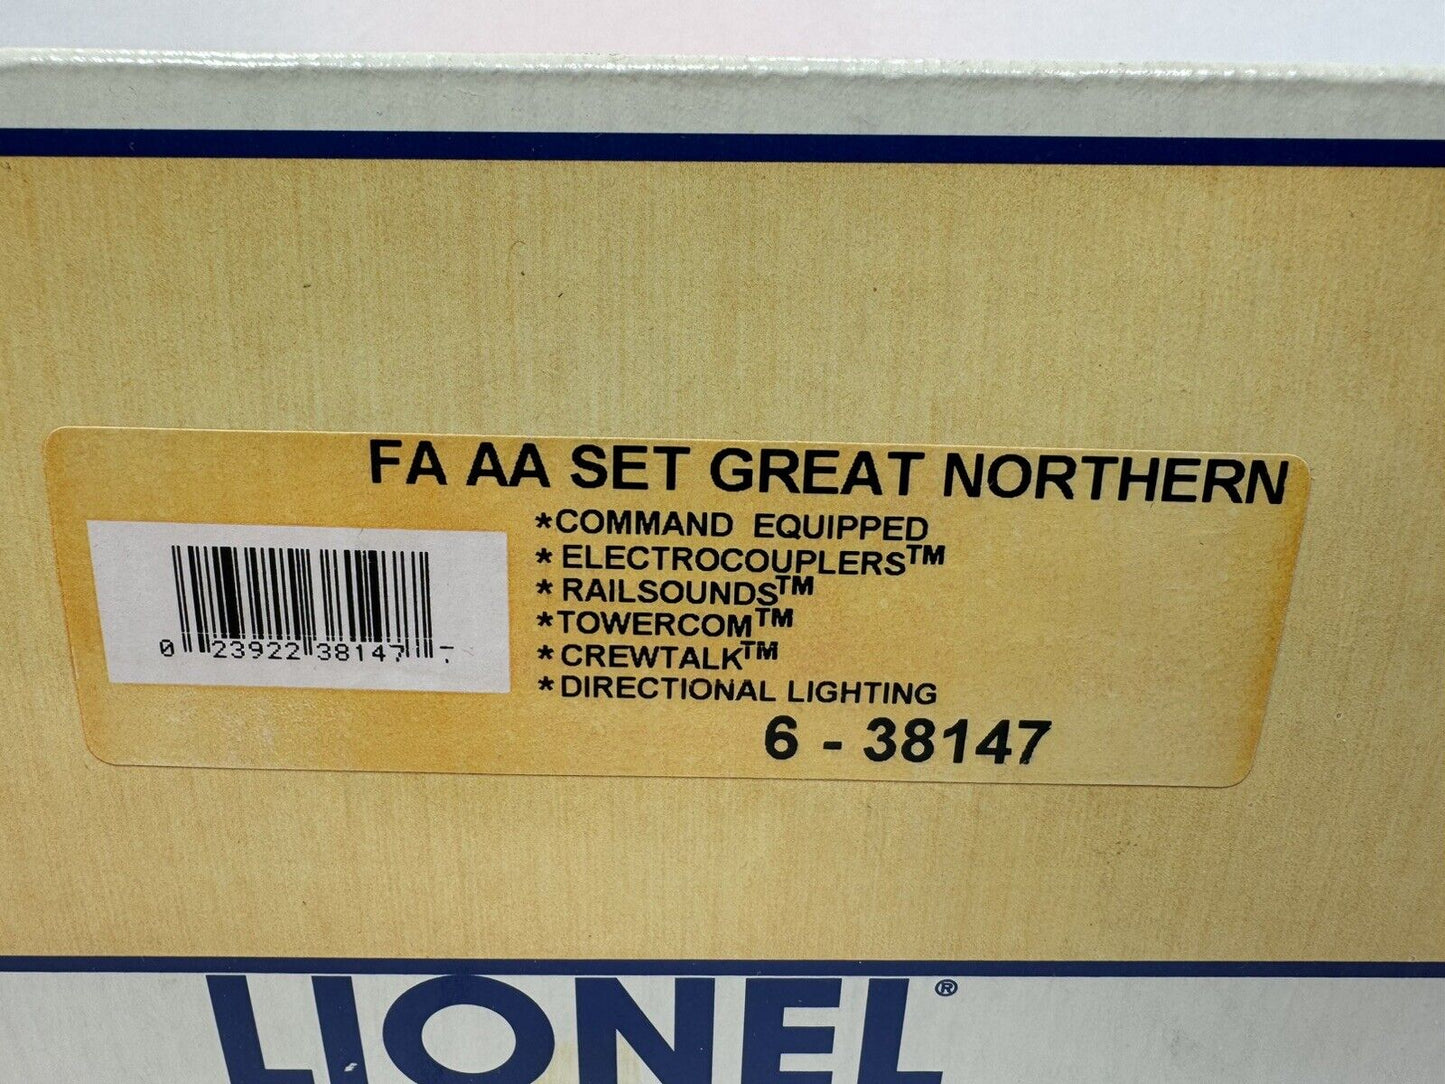 FA AA SET GREAT NORTHERN
*COMMAND EQUIPPED
* ELECTROCOUPLERS™
* RAILSOUNDS™
*TOWERCOM™
* CREWTALK™
*DIRECTIONAL LIGHTING
0 23922 38147
6 - 38147
LIONEL®